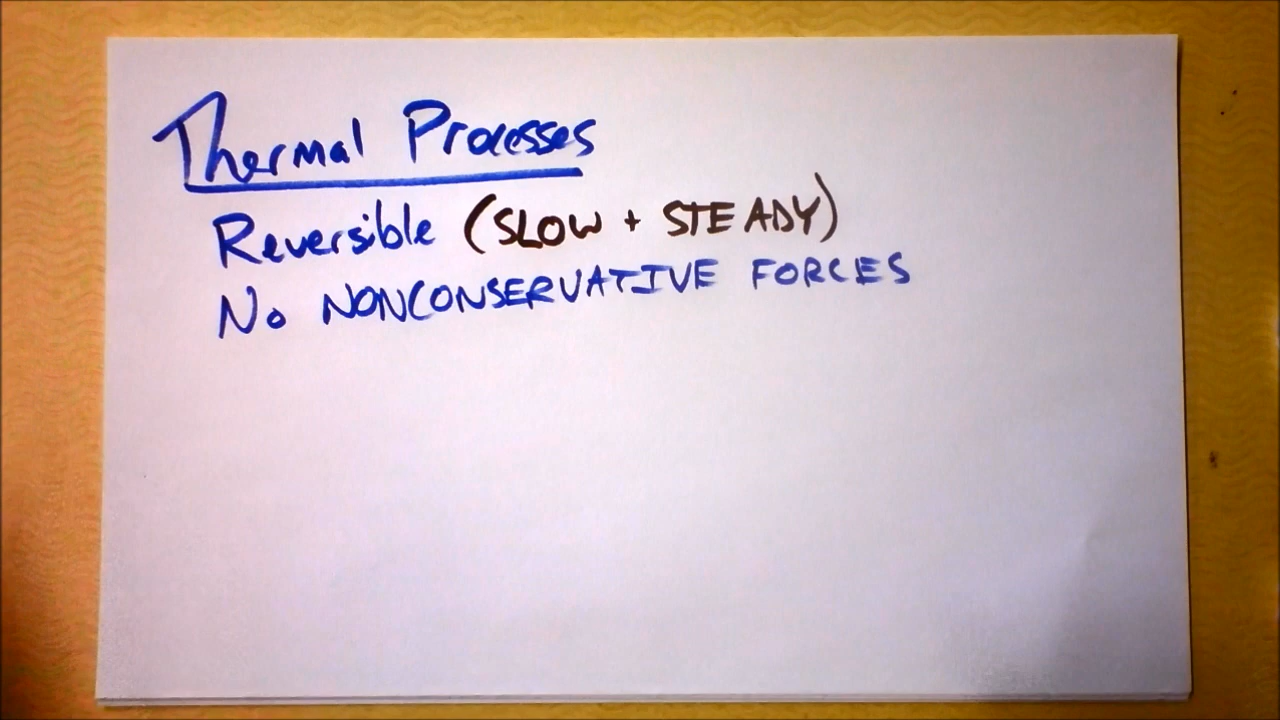 Thermal Processes
Reversible (SLOW + STEADY)
No NONCONSERVATIVE FORCES